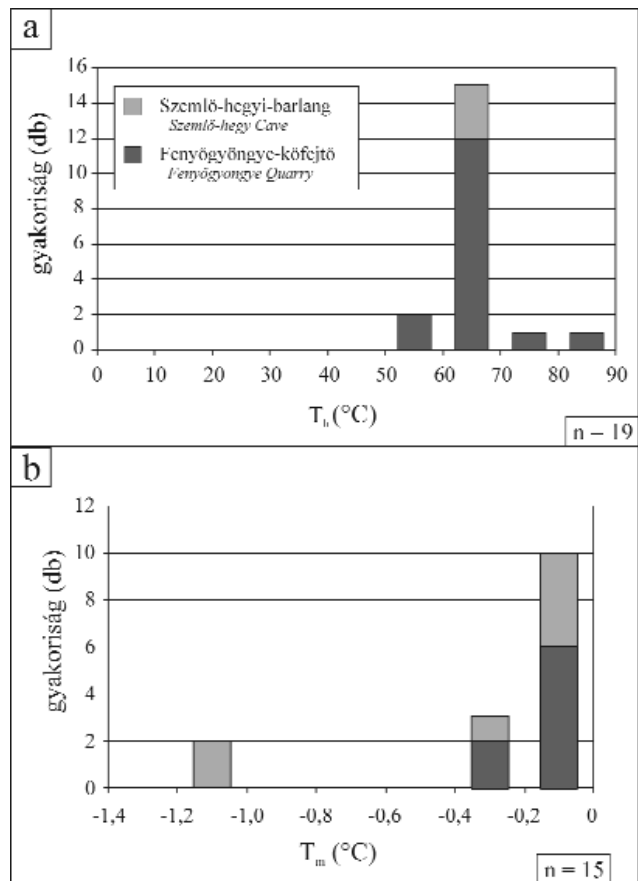 a
gyakoriság (db)
16
14
12
10
8
6
4
2
0
Szemlő-hegyi-barlang
Szemlő-hegy Cave
Fenyőgyöngye-kőfejtő
Fenyőgyöngye Quarry
0 10 20 30 40 50 60 70 80 90
Th (°C)
n – 19
b
gyakoriság (db)
12
10
8
6
4
2
0
-1,4 -1,2 -1,0 -0,8 -0,6 -0,4 -0,2 0
Tm (°C)
n = 15